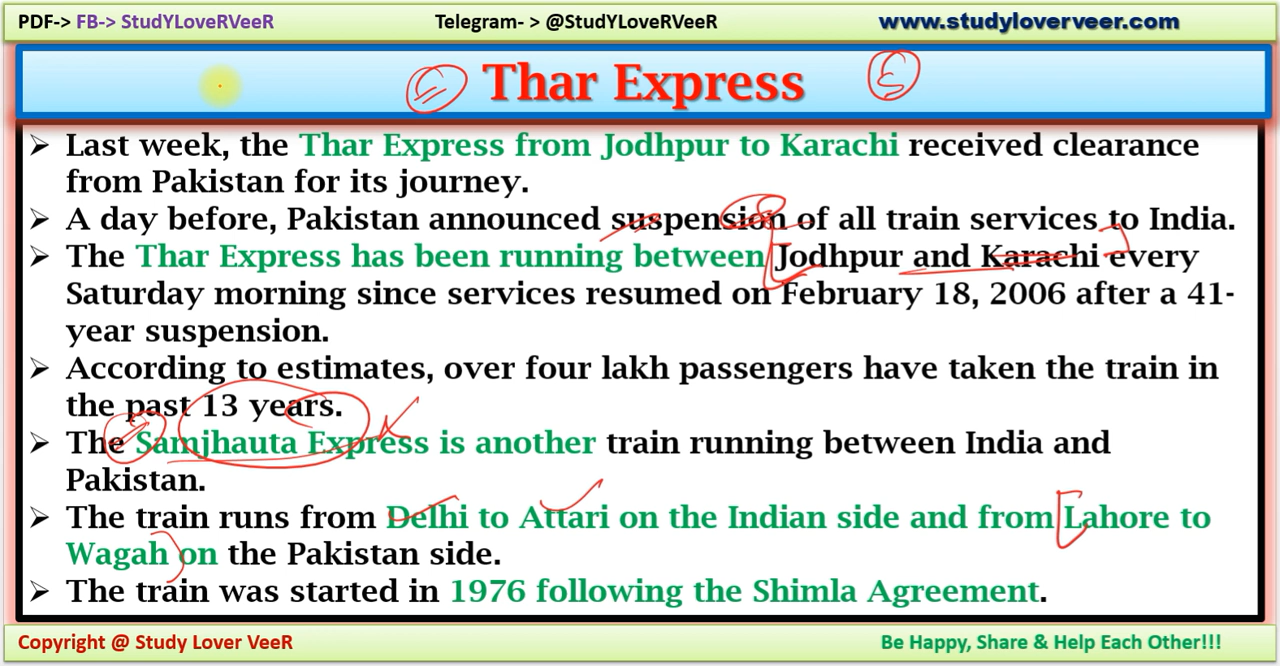 PDF-> FB-> StudYLoveRVeeR Telegram- > @StudYLoveRVeeR www.studyloverveer.com
Thar Express
➤ Last week, the Thar Express from Jodhpur to Karachi received clearance
from Pakistan for its journey.
➤ A day before, Pakistan announced suspension of all train services to India.
➤ The Thar Express has been running between Jodhpur and Karachi every
Saturday morning since services resumed on February 18, 2006 after a 41-
year suspension.
➤ According to estimates, over four lakh passengers have taken the train in
the past 13 years.
➤ The Samjhauta Express is another train running between India and
Pakistan.
➤ The train runs from Delhi to Attari on the Indian side and from Lahore to
Wagah on the Pakistan side.
➤ The train was started in 1976 following the Shimla Agreement.
Copyright @ Study Lover VeeR Be Happy, Share & Help Each Other!!!